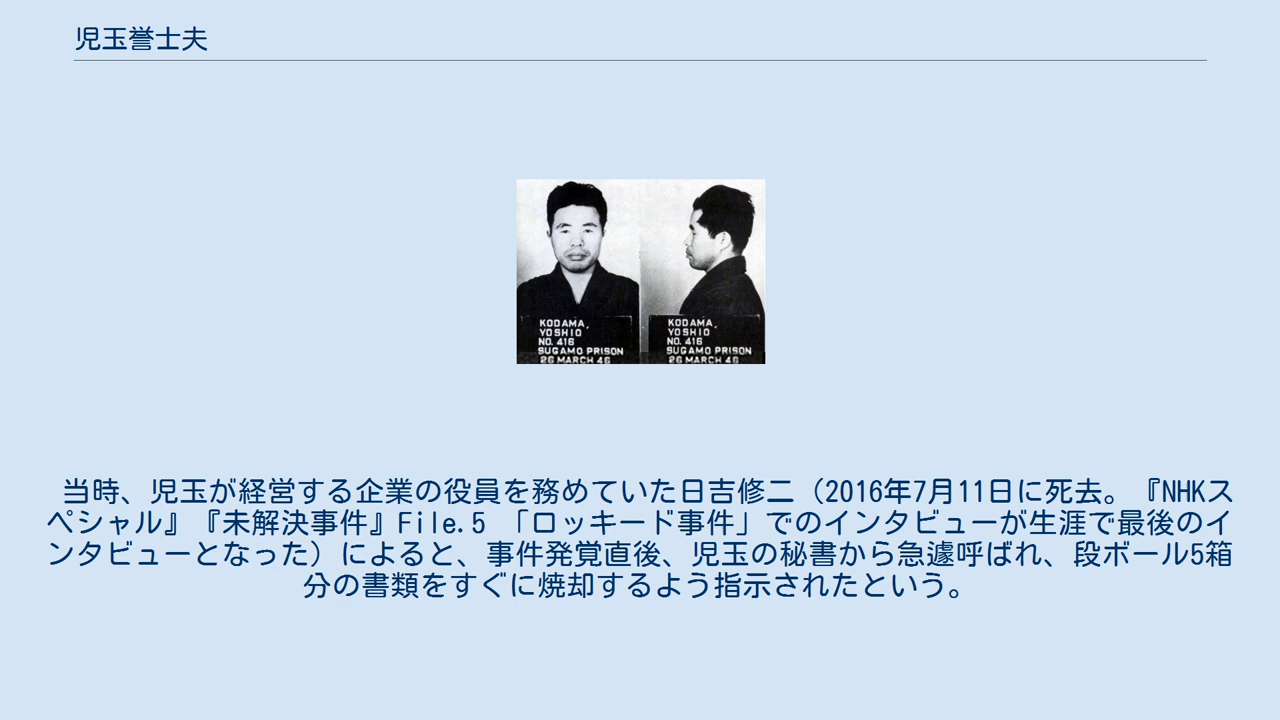 児玉誉士夫
KODAMA, KODAMA,
YOSHIO YOSHIO
NO. 416 NO. 416
SUGAMO PRISON SUGAMO PRISON
26 MARCH 46 26 MARCH 46
当時、児玉が経営する企業の役員を務めていた日吉修二（2016年7月11日に死去。『NHKス
ペシャル』『未解決事件』File.5 「ロッキード事件」でのインタビューが生涯で最後のイ
ンタビューとなった）によると、事件発覚直後、児玉の秘書から急遽呼ばれ、段ボール5箱
分の書類をすぐに焼却するよう指示されたという。